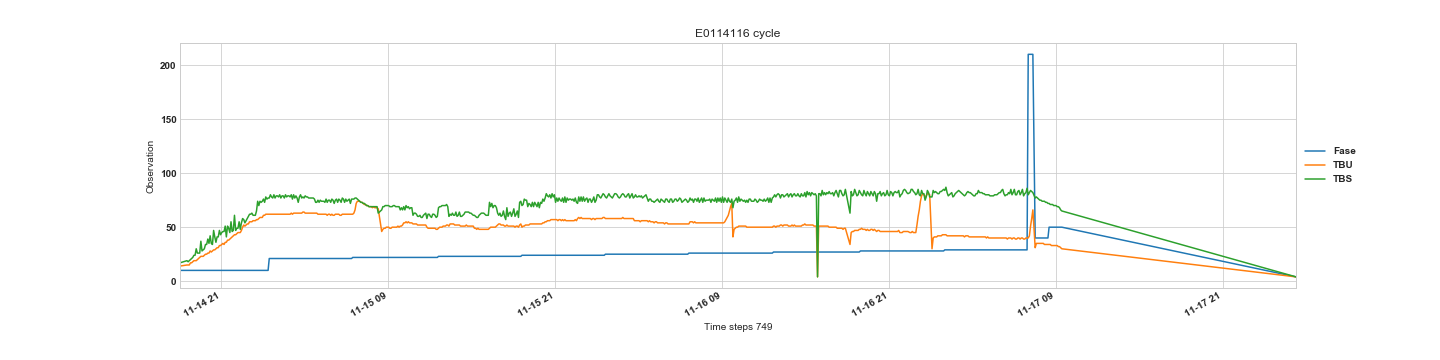 E0114116 cycle
Observation
200
150
100
50
0
11-14 21
11-15 09
11-15 21
11-16 09
11-16 21
11-17 09
11-17 21
Time steps 749
Fase
TBU
TBS